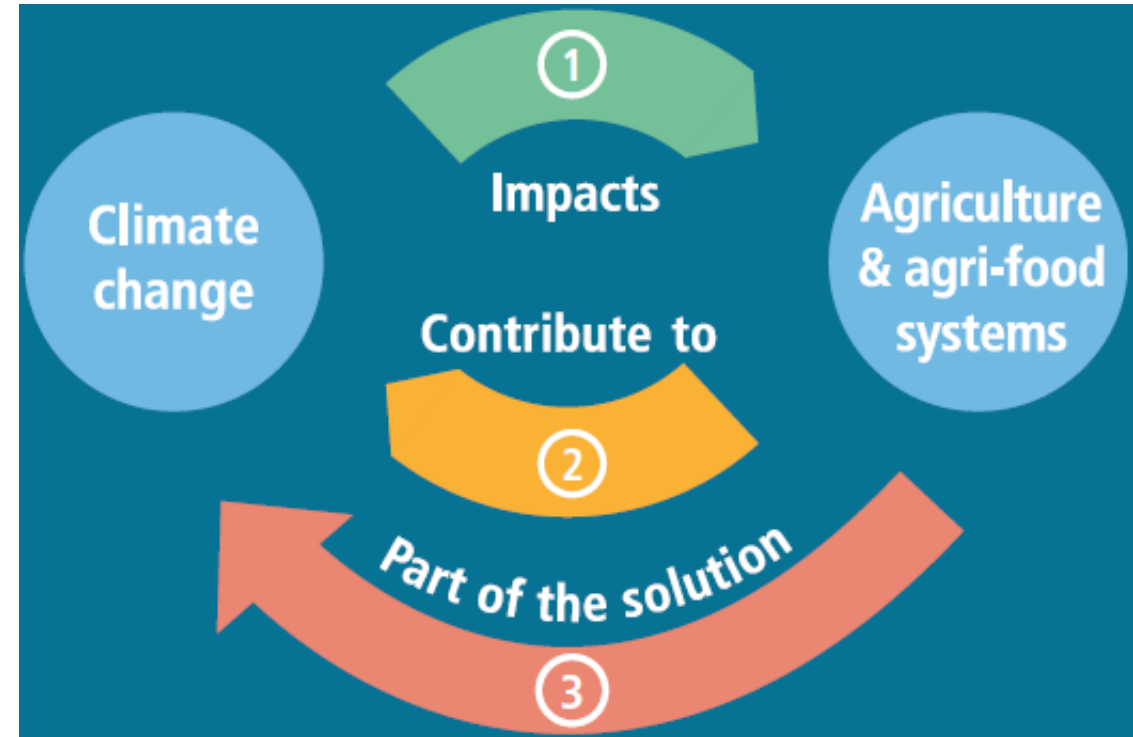 1
Impacts
Climate
change
Agriculture
& agri-food
systems
Contribute to
2
Part of the solution
3